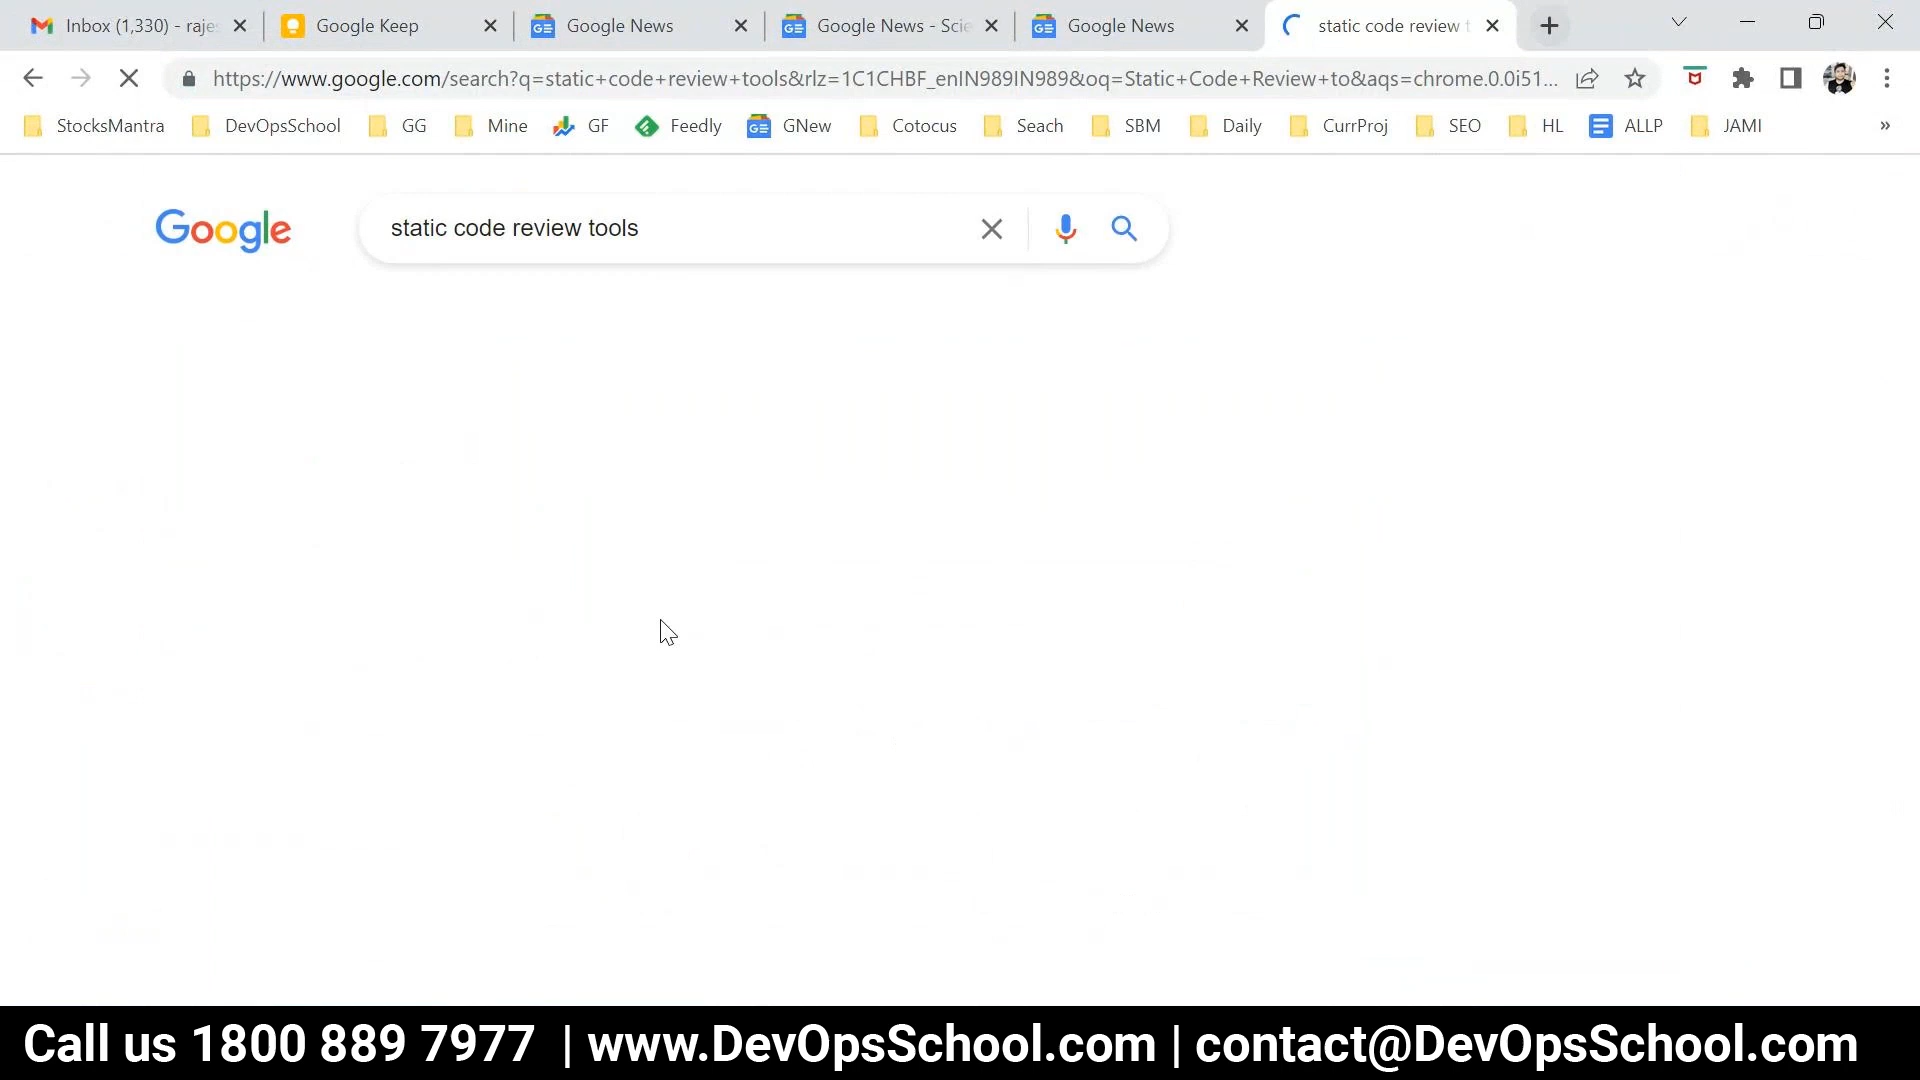 Inbox (1,330) - raje
Google Keep
Google News
Google News - Scie
Google News
static code review t
https://www.google.com/search?q=static+code+review+tools&rlz=1C1CHBF_enIN989IN989&oq=Static+Code+Review+to&aqs=chrome.0.0i51...
StocksMantra DevOpsSchool GG Mine GF Feedly GNew Cotocus Seach SBM Daily CurrProj SEO HL ALLP JAMI »
Google static code review tools
Call us 1800 889 7977 | www.DevOpsSchool.com | contact@DevOpsSchool.com